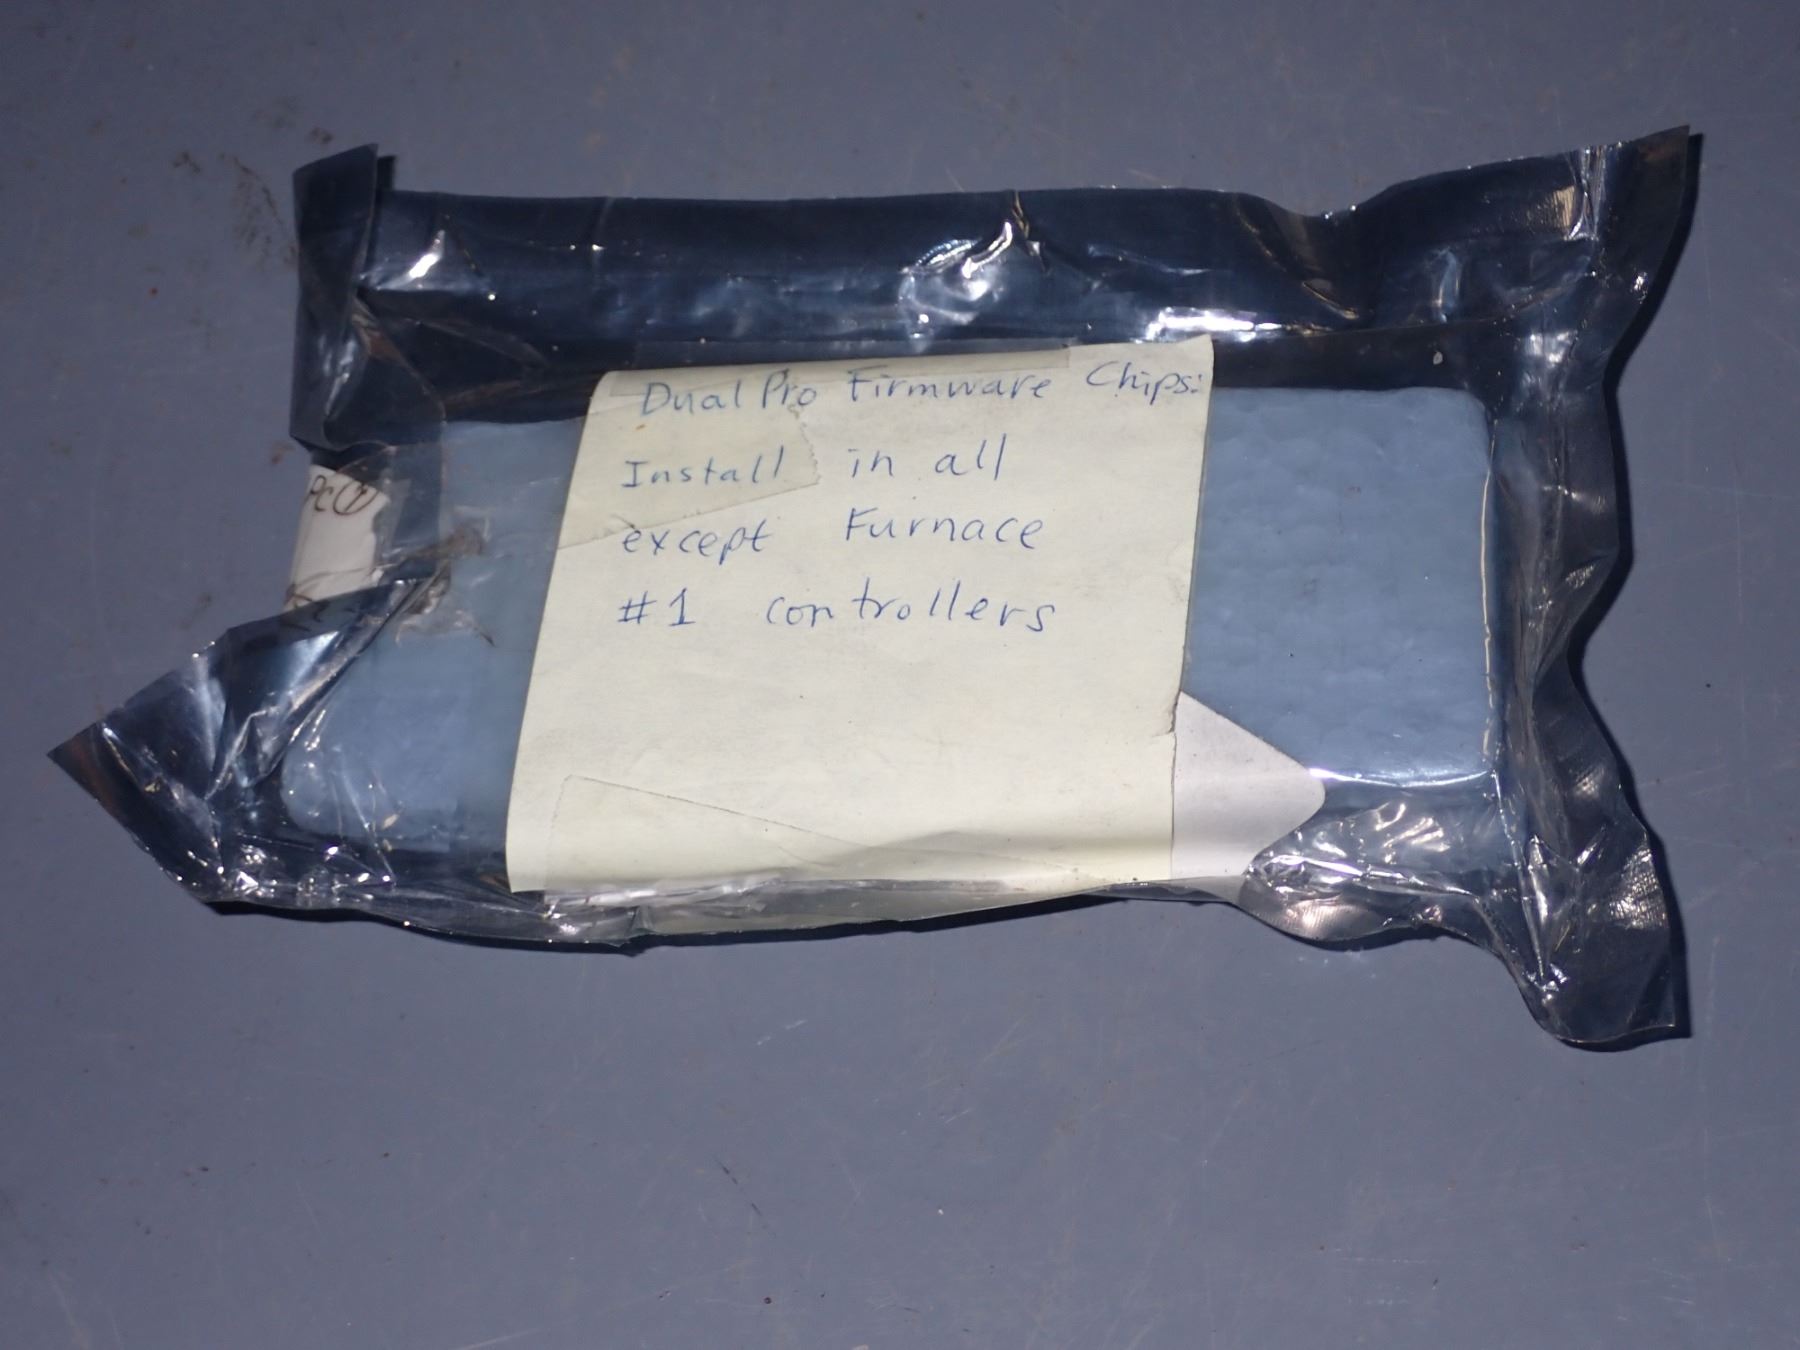 Dual Pro Firmware Chips:
Install in all
except Furnace
#1 controllers